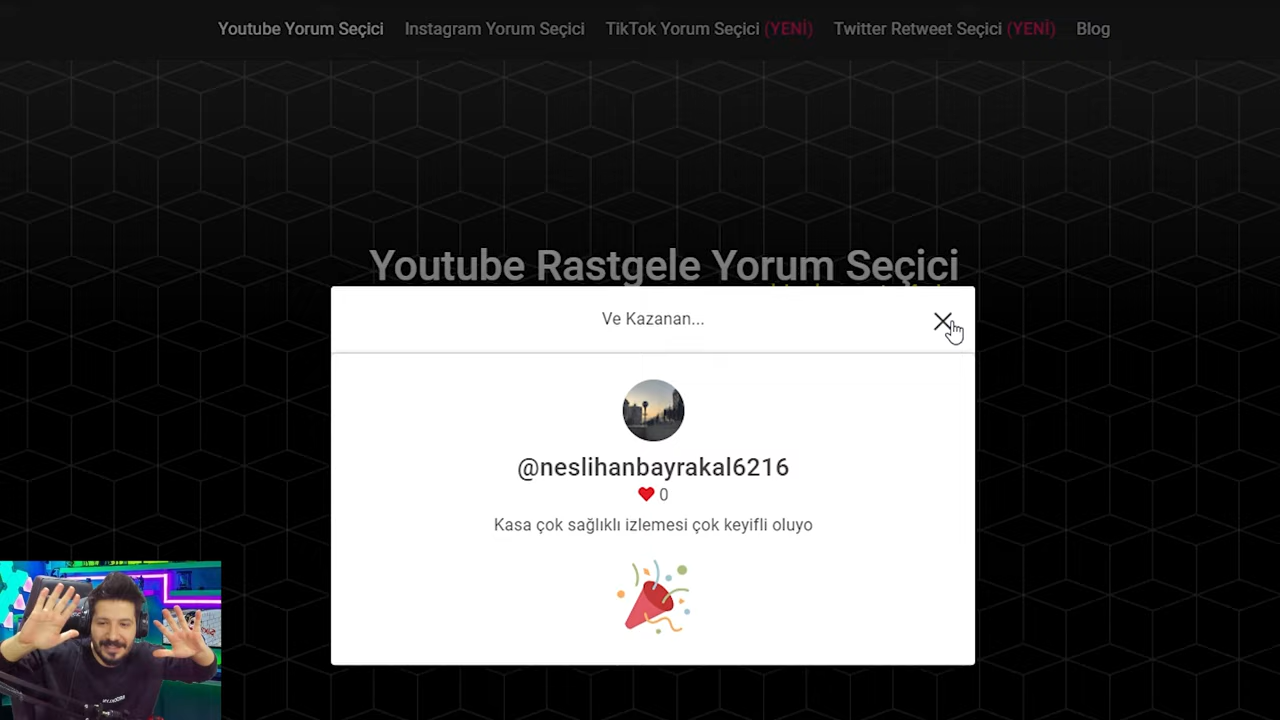 Youtube Yorum Seçici Instagram Yorum Seçici TikTok Yorum Seçici (YENİ) Twitter Retweet Seçici (YENİ) Blog
Youtube Rastgele Yorum Seçici
Ve Kazanan...
@neslihanbayrakal6216
0
Kasa çok sağlıklı izlemesi çok keyifli oluyo